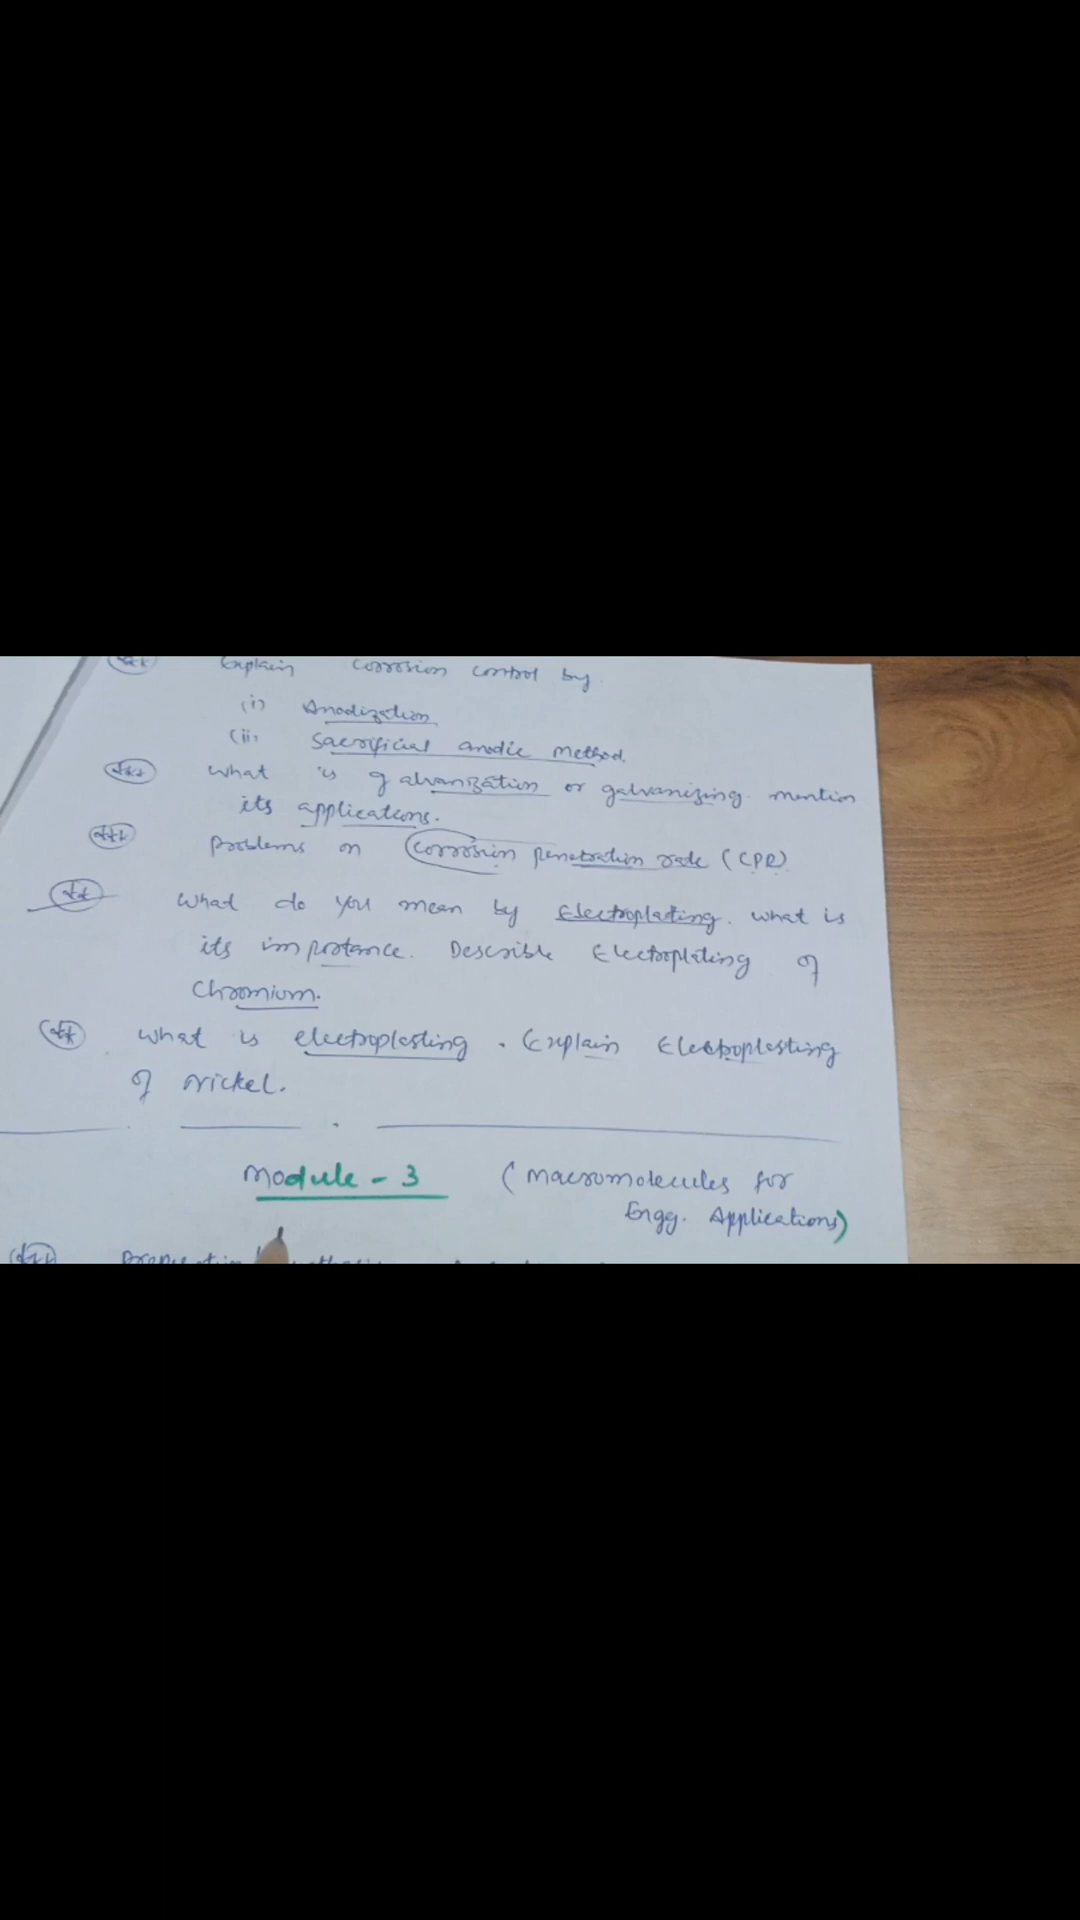 *** Explain corrosion control by
(i) Anodization
(ii) Sacrificial anodic method.
*** What is galvanization or galvanizing mention
its applications.
*** Problems on corrosion penetration rate (CPR)
** What do you mean by Electroplating. What is
its importance. Describe Electroplating of
Chromium.
** What is electroplasting. Explain Electroplasting
of Nickel.
Module - 3 (Macromolecules for
Engg. Applications)